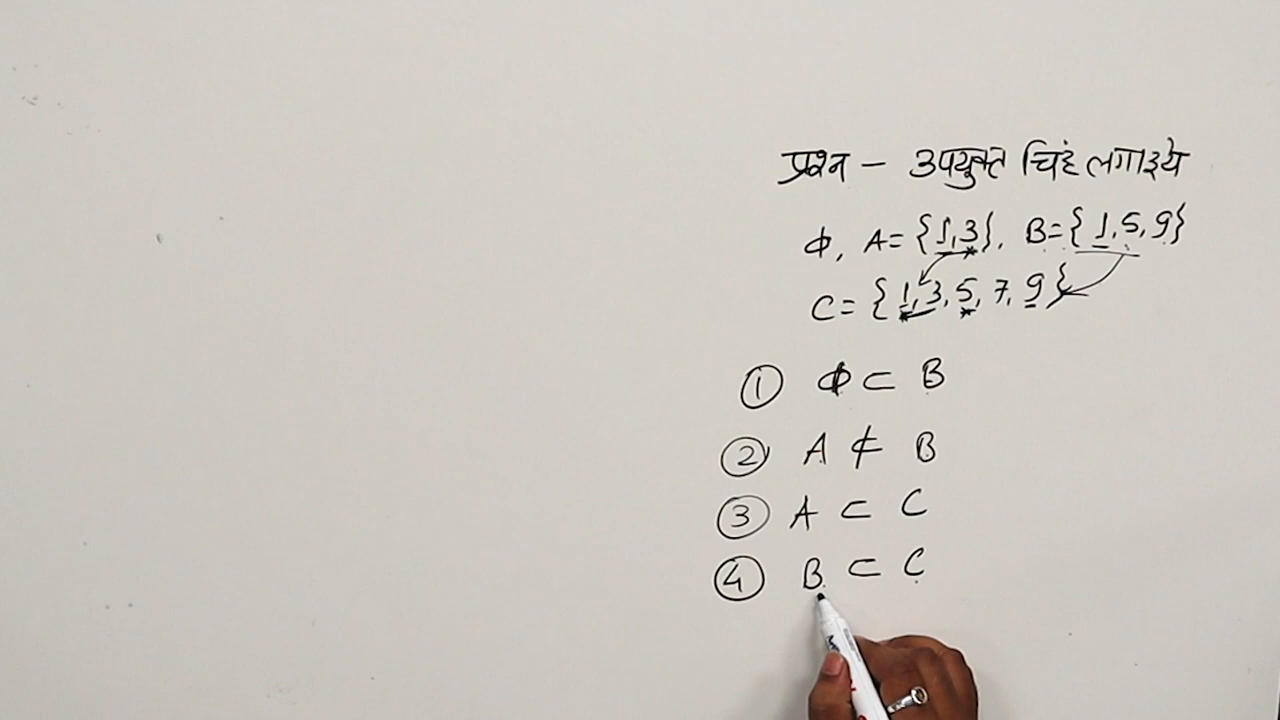 प्रश्न – उपयुक्त चिह्न लगाइये
ϕ, A = {1, 3}, B = {1, 5, 9}
C = {1, 3, 5, 7, 9}
① ϕ ⊂ B
② A ⊄ B
③ A ⊂ C
④ B ⊂ C